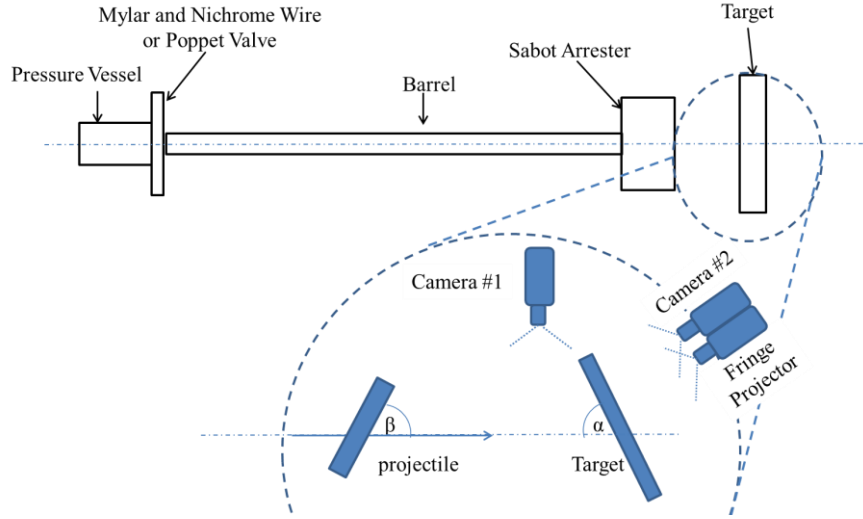 Mylar and Nichrome Wire
or Poppet Valve
Target
Pressure Vessel
Sabot Arrester
Barrel
Camera #1
Camera #2
Fringe
Projector
β
α
projectile
Target